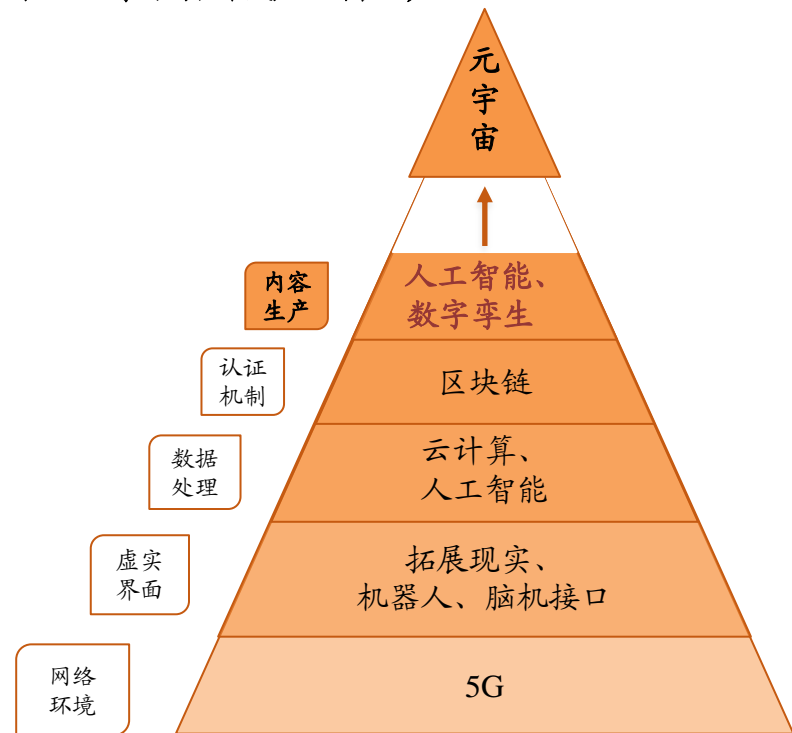 元
宇
宙
内容
生产
人工智能、
数字孪生
认证
机制
区块链
数据
处理
云计算、
人工智能
虚实
界面
拓展现实、
机器人、脑机接口
网络
环境
5G